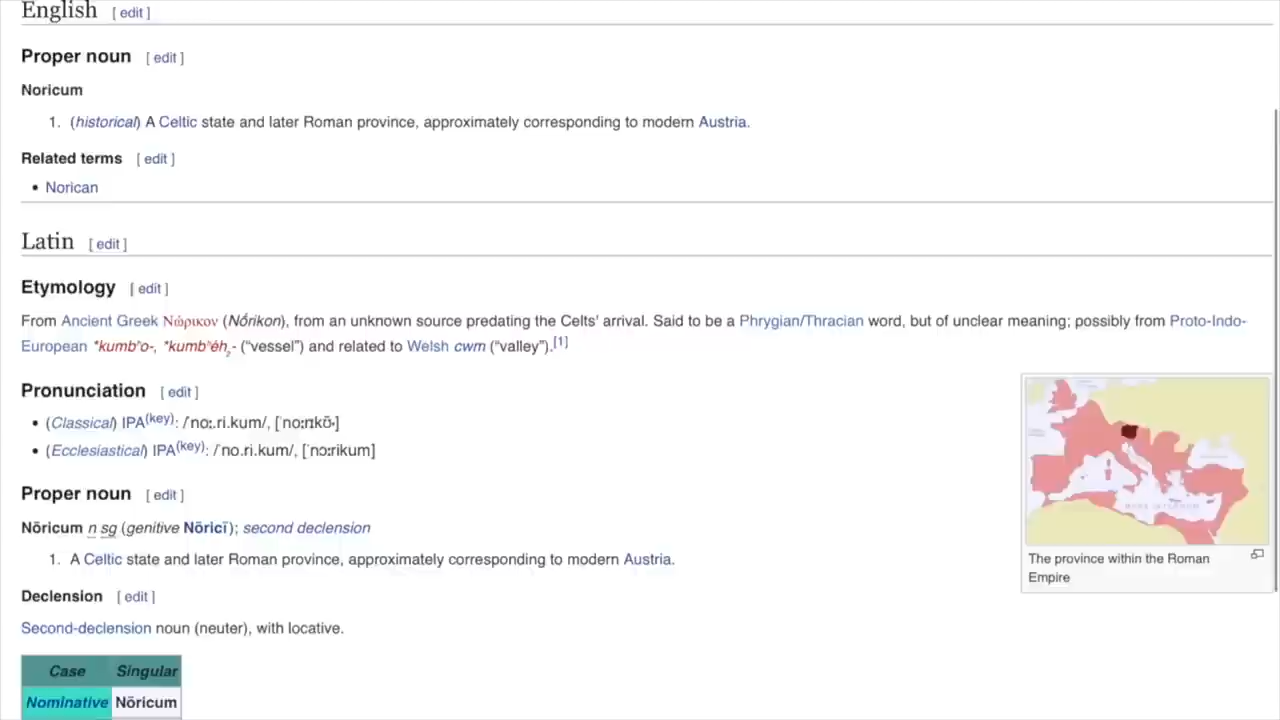 English [ edit ]
Proper noun [ edit ]
Noricum
1. (historical) A Celtic state and later Roman province, approximately corresponding to modern Austria.
Related terms [ edit ]
• Norican
Latin [ edit ]
Etymology [ edit ]
From Ancient Greek Νώρικον (Nṓrikon), from an unknown source predating the Celts' arrival. Said to be a Phrygian/Thracian word, but of unclear meaning; possibly from Proto-Indo-
European *kumbʰo-, *kumbʰéh₂- (“vessel”) and related to Welsh cwm (“valley”).[1]
Pronunciation [ edit ]
• (Classical) IPA(key): /ˈnoː.ri.kum/, [ˈnoːrɪkʊ̃ˑ]
• (Ecclesiastical) IPA(key): /ˈno.ri.kum/, [ˈnɔːrikum]
Proper noun [ edit ]
Nōricum n sg (genitive Nōricī); second declension
1. A Celtic state and later Roman province, approximately corresponding to modern Austria.
The province within the Roman
Empire
Declension [ edit ]
Second-declension noun (neuter), with locative.
Case Singular
Nominative Nōricum